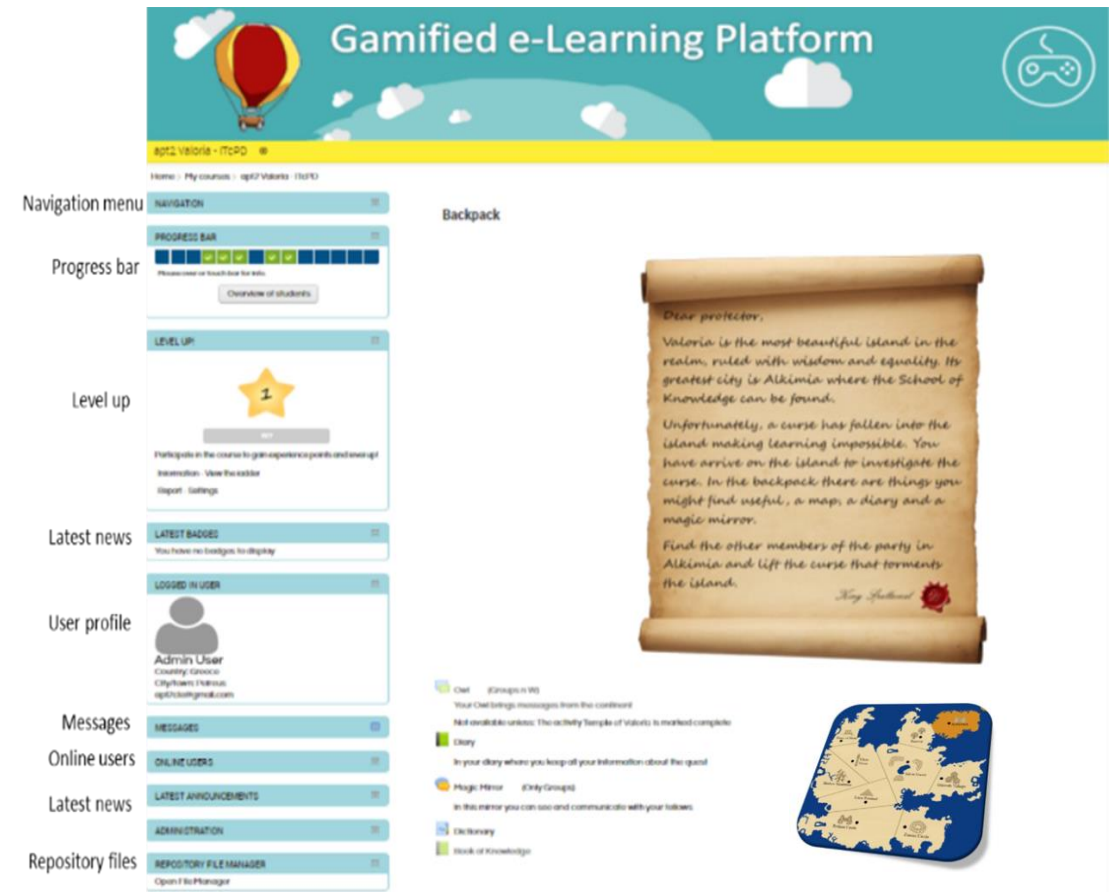 Gamified e-Learning Platform
apt2 Valoria - ITcPD
Home > My courses > apt2 Valoria - ITcPD
Navigation menu
NAVIGATION
Progress bar
PROGRESS BAR
Mouse over or touch bar for info.
Overview of students
Level up
LEVEL UP!
1
Participate in the course to gain experience points and level up!
Information - View the ladder
Report - Settings
Latest news
LATEST BADGES
You have no badges to display
User profile
LOGGED IN USER
Admin User
Country: Greece
City/town:
Messages
MESSAGES
Online users
ONLINE USERS
Latest news
LATEST ANNOUNCEMENTS
ADMINISTRATION
Repository files
REPOSITORY FILE MANAGER
Open File Manager
Backpack
Dear protector,
Valoria is the most beautiful island in the
realm, ruled with wisdom and equality. Its
greatest city is Alkimia where the School of
Knowledge can be found.
Unfortunately, a curse has fallen into the
island making learning impossible. You
have arrive on the island to investigate the
curse. In the backpack there are things you
might find useful, a map, a diary and a
magic mirror.
Find the other members of the party in
Alkimia and lift the curse that torments
the island.
King
Owl (Groups n W)
Your Owl brings messages from the continent
Not available unless: The activity Temple of Valoria is marked complete
Diary
In your diary where you keep all your information about the quest
Magic Mirror (Only Groups)
In this mirror you can see and communicate with your fellows
Dictionary
Book of Knowledge